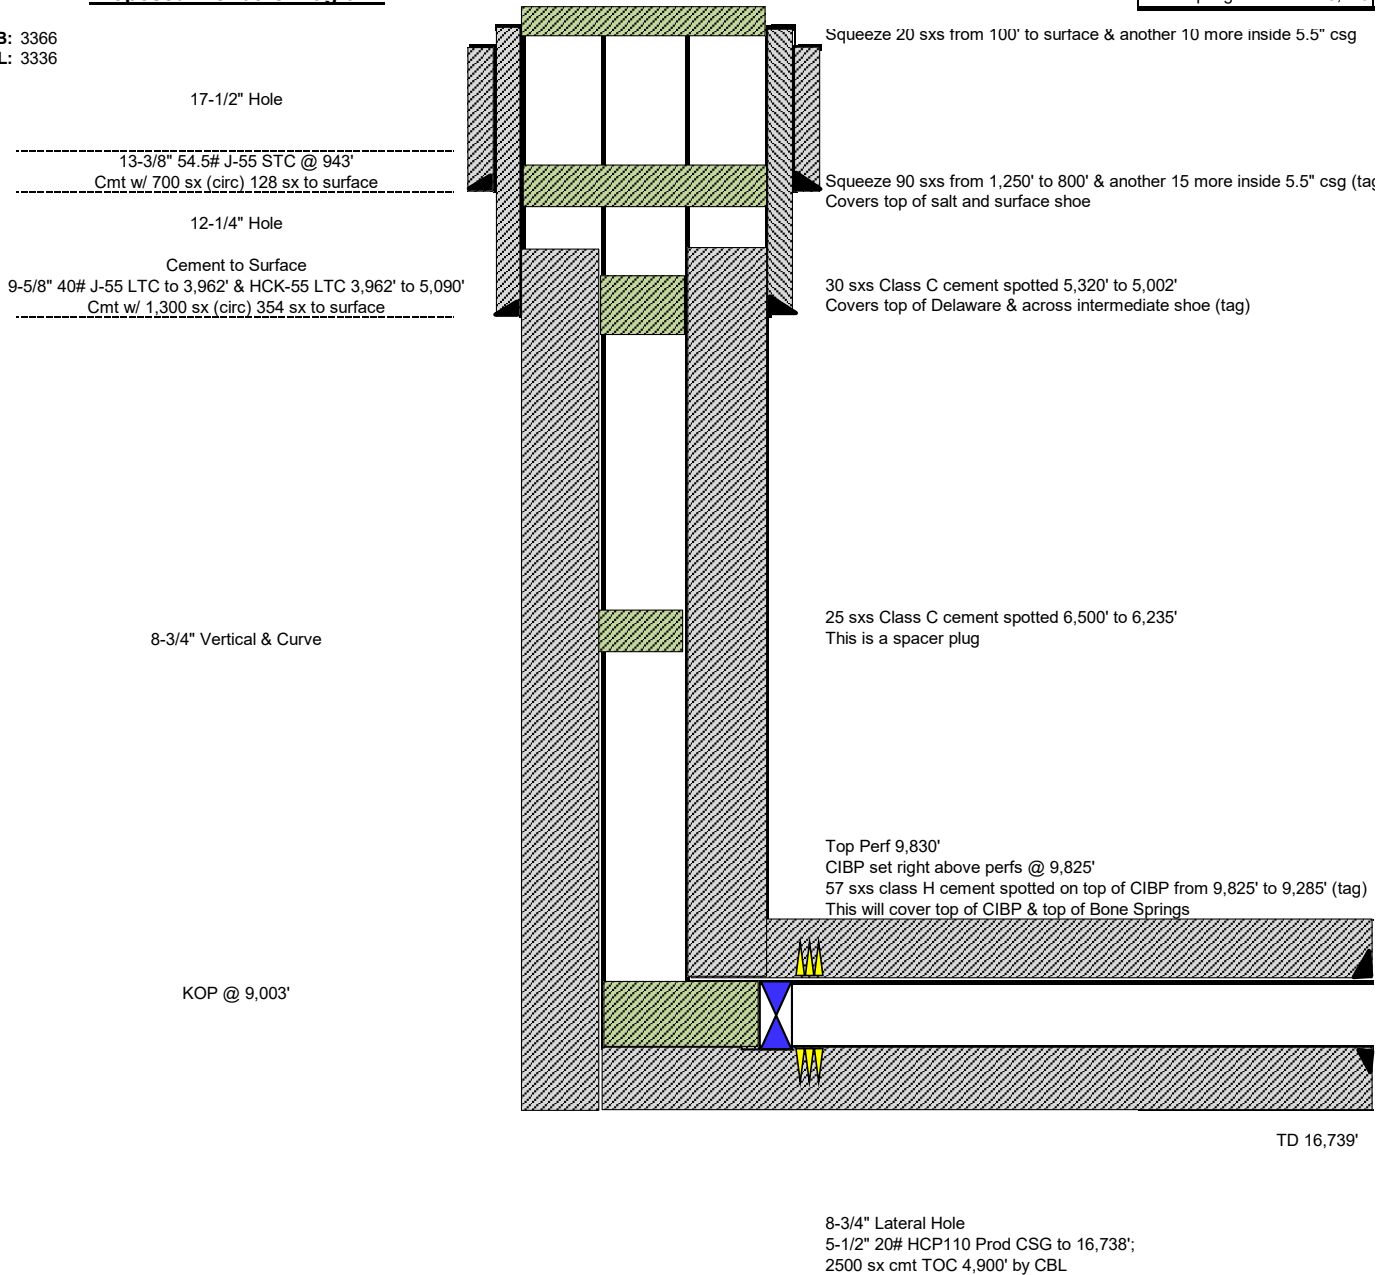 B: 3366
L: 3336
Squeeze 20 sxs from 100' to surface & another 10 more inside 5.5" csg
17-1/2" Hole
13-3/8" 54.5# J-55 STC @ 943'
Cmt w/ 700 sx (circ) 128 sx to surface
Squeeze 90 sxs from 1,250' to 800' & another 15 more inside 5.5" csg (tag
Covers top of salt and surface shoe
12-1/4" Hole
Cement to Surface
9-5/8" 40# J-55 LTC to 3,962' & HCK-55 LTC 3,962' to 5,090'
Cmt w/ 1,300 sx (circ) 354 sx to surface
30 sxs Class C cement spotted 5,320' to 5,002'
Covers top of Delaware & across intermediate shoe (tag)
25 sxs Class C cement spotted 6,500' to 6,235'
This is a spacer plug
8-3/4" Vertical & Curve
Top Perf 9,830'
CIBP set right above perfs @ 9,825'
57 sxs class H cement spotted on top of CIBP from 9,825' to 9,285' (tag)
This will cover top of CIBP & top of Bone Springs
KOP @ 9,003'
TD 16,739'
8-3/4" Lateral Hole
5-1/2" 20# HCP110 Prod CSG to 16,738';
2500 sx cmt TOC 4,900' by CBL